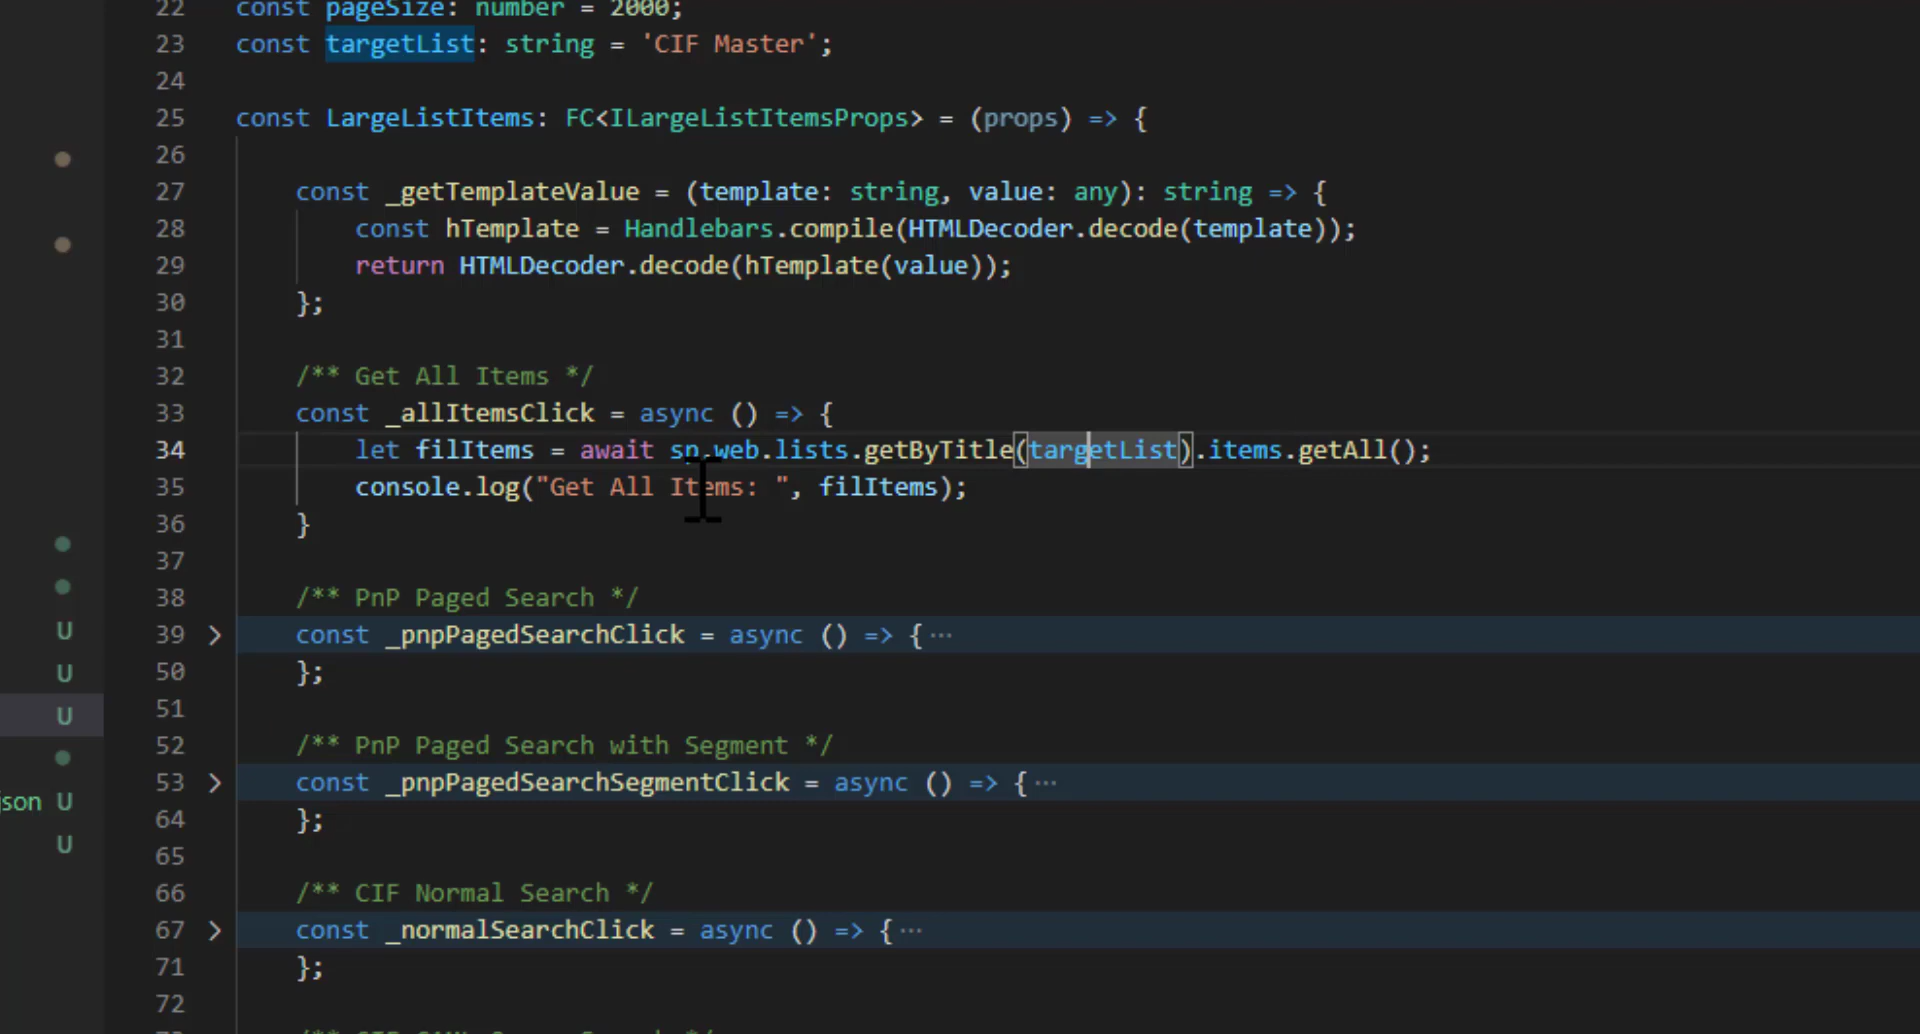 22 const pageSize: number = 2000;
23 const targetList: string = 'CIF Master';
24
25 const LargeListItems: FC<ILargeListItemsProps> = (props) => {
26
27 const _getTemplateValue = (template: string, value: any): string => {
28 const hTemplate = Handlebars.compile(HTMLDecoder.decode(template));
29 return HTMLDecoder.decode(hTemplate(value));
30 };
31
32 /** Get All Items */
33 const _allItemsClick = async () => {
34 let filItems = await sp.web.lists.getByTitle(targetList).items.getAll();
35 console.log("Get All Items: ", filItems);
36 }
37
38 /** PnP Paged Search */
39 const _pnpPagedSearchClick = async () => {···
50 };
51
52 /** PnP Paged Search with Segment */
53 const _pnpPagedSearchSegmentClick = async () => {···
64 };
65
66 /** CIF Normal Search */
67 const _normalSearchClick = async () => {···
71 };
72
U
U
U
json U
U